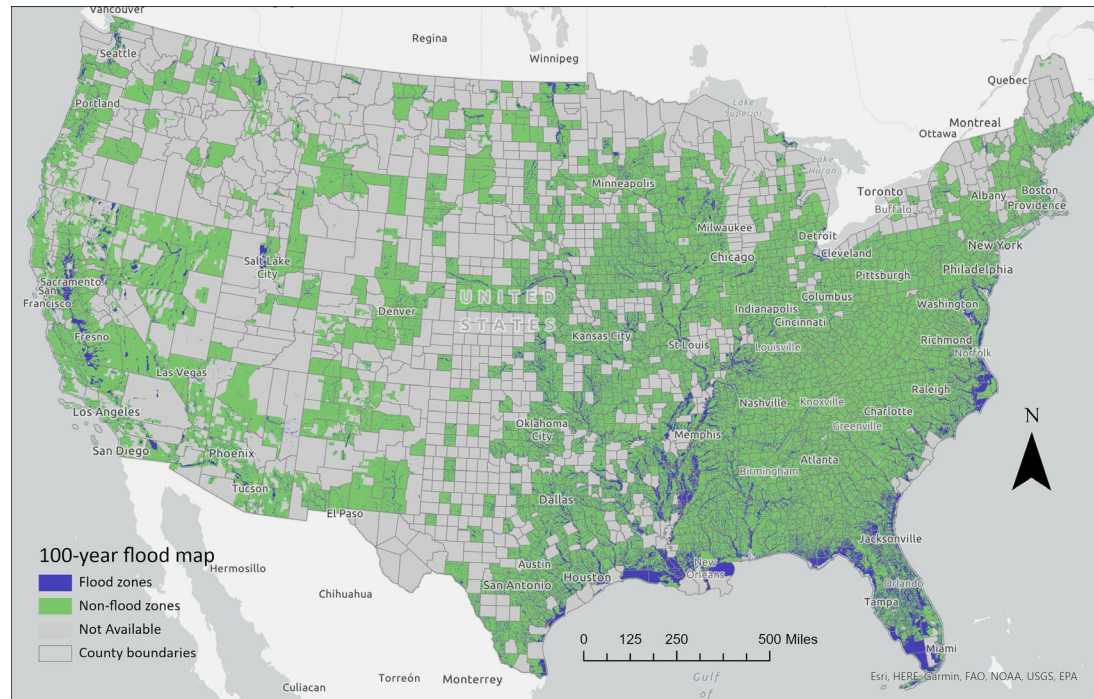 Vancouver
Seattle
Portland
Regina
Winnipeg
Lake
Superior
Quebec
Montreal
Ottawa
Lake
Huron
Toronto
Buffalo
Albany
Boston
Providence
Minneapolis
Milwaukee
Chicago
Detroit
Cleveland
New York
Pittsburgh
Philadelphia
Salt Lake
City
Sacramento
San
Francisco
Fresno
Denver
UNITED
STATES
Kansas City
St Louis
Indianapolis
Columbus
Cincinnati
Louisville
Washington
Richmond
Norfolk
Las Vegas
Los Angeles
San Diego
Phoenix
Tucson
El Paso
Oklahoma
City
Dallas
Memphis
Nashville
Knoxville
Raleigh
Charlotte
Greenville
Birmingham
Atlanta
Jacksonville
Austin
San Antonio
Houston
New
Orleans
Orlando
Tampa
Miami
N
Hermosillo
Chihuahua
Culiacan
Torreón
Monterrey
Gulf
of
100-year flood map
Flood zones
Non-flood zones
Not Available
County boundaries
0 125 250 500 Miles
Esri, HERE, Garmin, FAO, NOAA, USGS, EPA